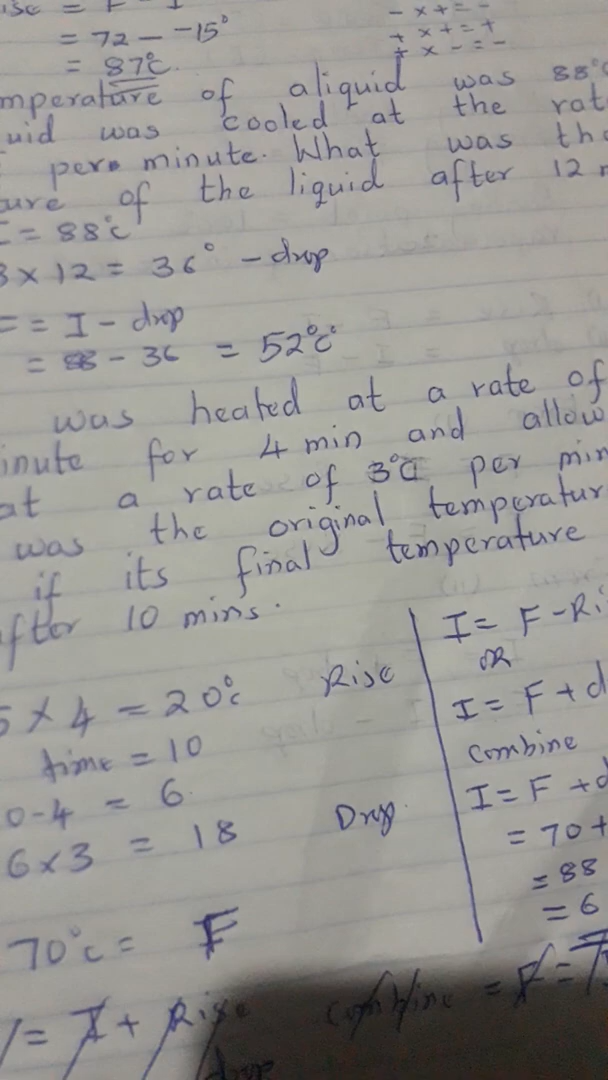 = F - I
= 72 - -15°
= 87°C
- x + = -
+ x + = +
+ x - = -
mperature of a liquid was 88°C
uid was cooled at the rat
per minute. What was th
ure of the liquid after 12 m
= 88°C
3 x 12 = 36° - drop
= I - drop
= 88 - 36 = 52°C
was heated at a rate of
inute for 4 min and allow
at a rate of 3°C per min
was the original temperatur
if its final temperature
fter 10 mins.
5 x 4 = 20°C Rise
time = 10
0 - 4 = 6
6 x 3 = 18 Drop
70°C = F
= I + Rise
drop
I = F - Ri
OR
I = F + d
Combine
I = F + d
= 70 +
= 88
= 6
Combine = F =